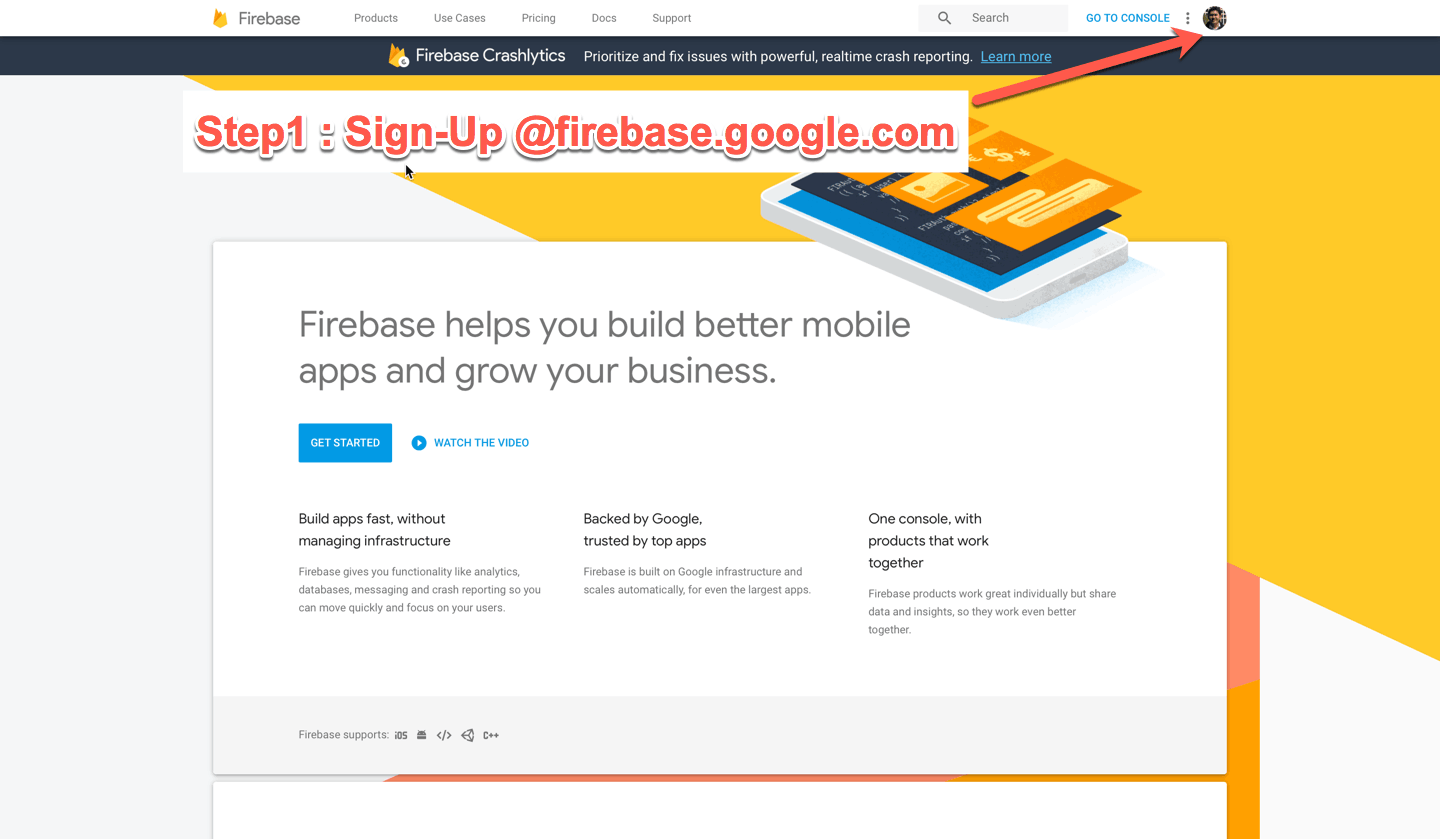 Firebase
Products
Use Cases
Pricing
Docs
Support
Search
GO TO CONSOLE
Firebase Crashlytics Prioritize and fix issues with powerful, realtime crash reporting. Learn more
Step1 : Sign-Up @firebase.google.com
Firebase helps you build better mobile
apps and grow your business.
GET STARTED
WATCH THE VIDEO
Build apps fast, without
managing infrastructure
Firebase gives you functionality like analytics,
databases, messaging and crash reporting so you
can move quickly and focus on your users.
Backed by Google,
trusted by top apps
Firebase is built on Google infrastructure and
scales automatically, for even the largest apps.
One console, with
products that work
together
Firebase products work great individually but share
data and insights, so they work even better
together.
Firebase supports: iOS </> C++